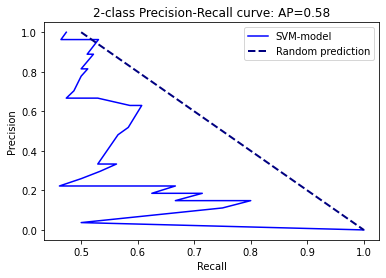 2-class Precision-Recall curve: AP=0.58
SVM-model
Random prediction
Precision
1.0
0.8
0.6
0.4
0.2
0.0
0.5
0.6
0.7
0.8
0.9
1.0
Recall